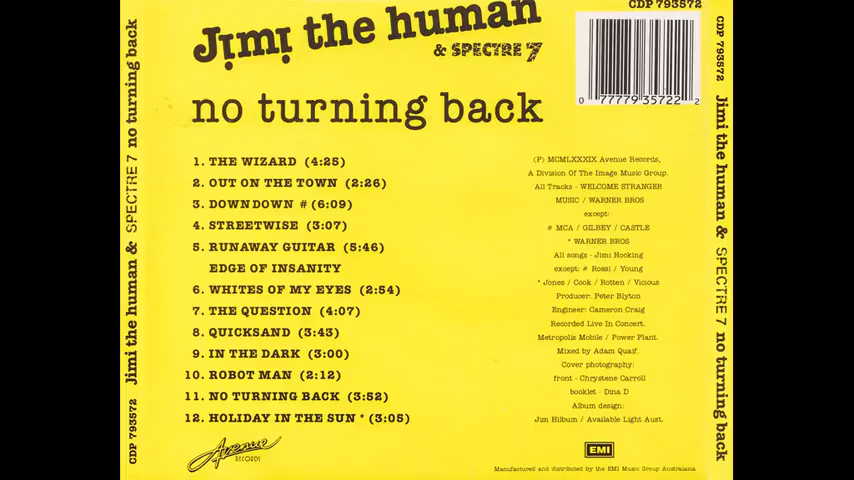 CDP 793572
Jimi the human
& SPECTRE 7
no turning back
0 77779 35722 2
1. THE WIZARD (4:25)
2. OUT ON THE TOWN (2:26)
3. DOWNDOWN # (6:09)
4. STREETWISE (3:07)
5. RUNAWAY GUITAR (5:46)
EDGE OF INSANITY
6. WHITES OF MY EYES (2:54)
7. THE QUESTION (4:07)
8. QUICKSAND (3:43)
9. IN THE DARK (3:00)
10. ROBOT MAN (2:12)
11. NO TURNING BACK (3:52)
12. HOLIDAY IN THE SUN * (3:05)
(P) MCMLXXXIX Avenue Records,
A Division Of The Image Music Group.
All Tracks - WELCOME STRANGER
MUSIC / WARNER BROS
except:
# MCA / GILBEY / CASTLE
* WARNER BROS
All songs - Jimi Hocking
except: # Rossi / Young
* Jones / Cook / Rotten / Vicious
Producer: Peter Blyton
Engineer: Cameron Craig
Recorded Live In Concert.
Metropolis Mobile / Power Plant.
Mixed by Adam Quaif.
Cover photography:
front - Chrystene Carroll
booklet - Dina D
Album design:
Jim Hilburn / Available Light Aust.
Avenue
RECORDS
EMI
Manufactured and distributed by the EMI Music Group Australasia
CDP 793572 Jimi the human & SPECTRE 7 no turning back
CDP 793572 Jimi the human & SPECTRE 7 no turning back